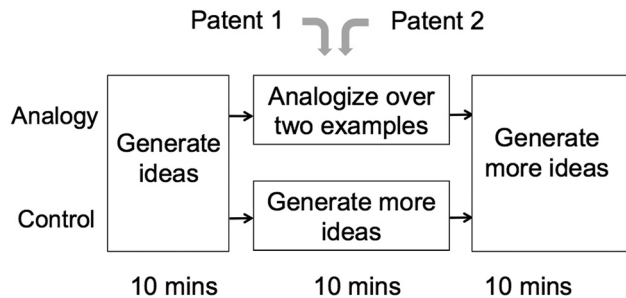 Patent 1 Patent 2
Analogy
Generate
ideas
Analogize over
two examples
Generate
more ideas
Control
Generate more
ideas
10 mins 10 mins 10 mins